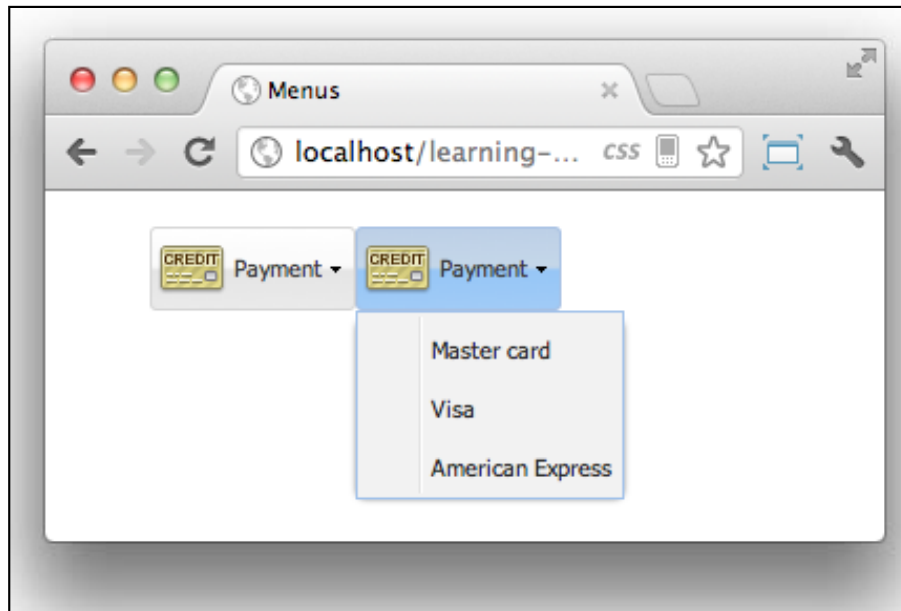 Menus
localhost/learning-... css
CREDIT Payment CREDIT Payment
Master card
Visa
American Express